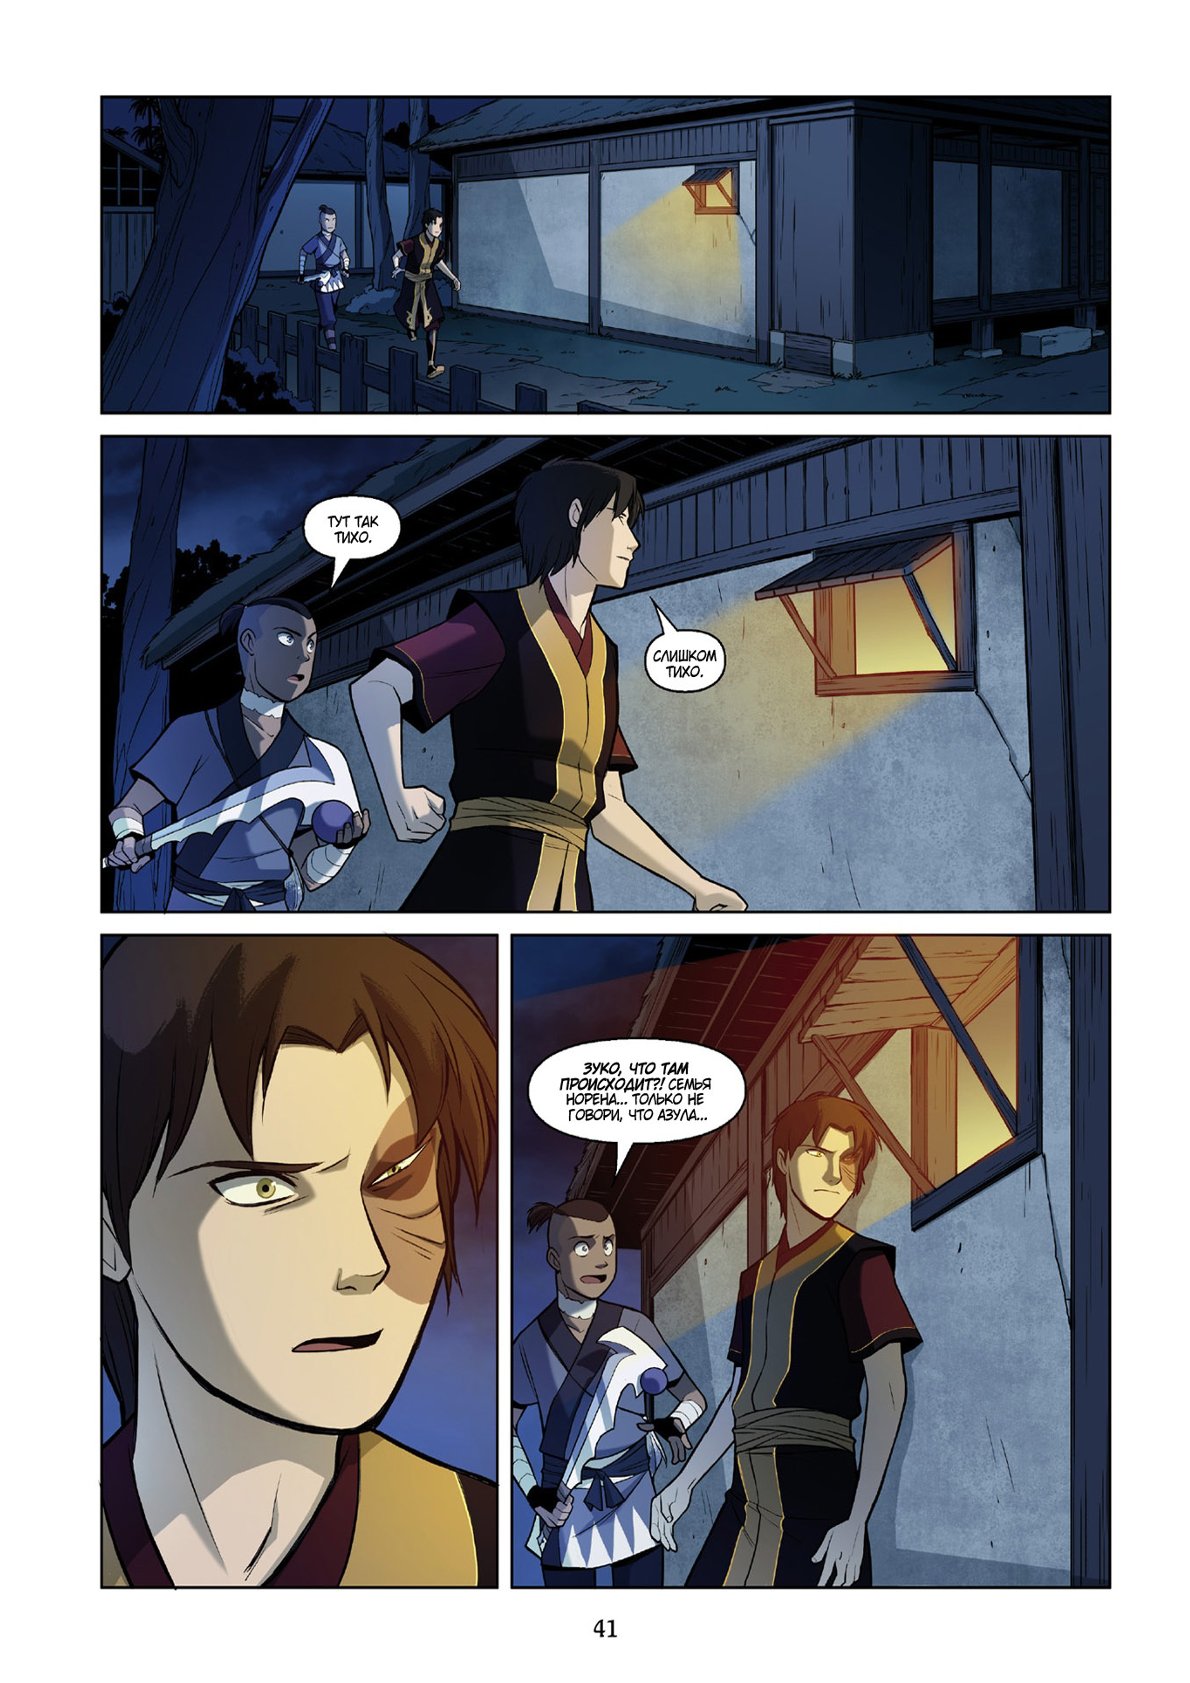 ТУТ ТАК
ТИХО.
СЛИШКОМ
ТИХО.
ЗУКО, ЧТО ТАМ
ПРОИСХОДИТ?! СЕМЬЯ
НОРЕНА... ТОЛЬКО НЕ
ГОВОРИ, ЧТО АЗУЛА...
41